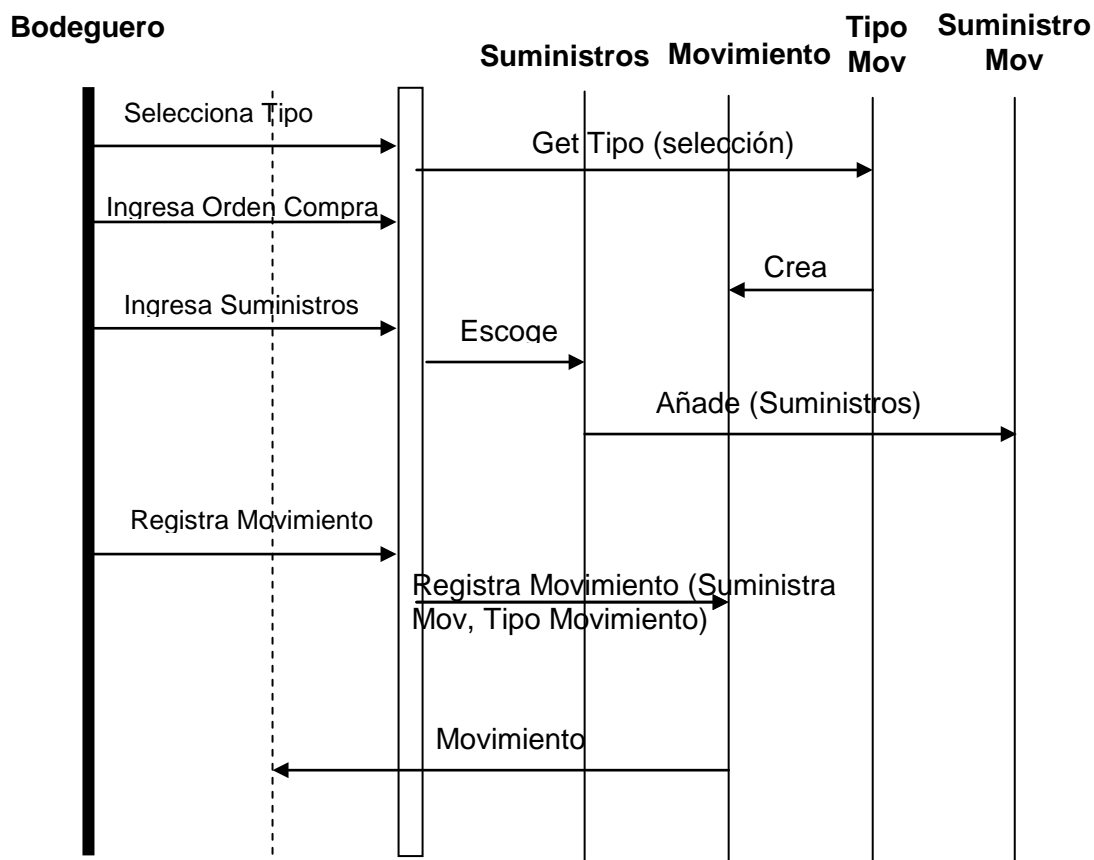 Bodeguero
Suministros
Movimiento
Tipo
Mov
Suministro
Mov
Selecciona Tipo
Get Tipo (selección)
Ingresa Orden Compra
Crea
Ingresa Suministros
Escoge
Añade (Suministros)
Registra Movimiento
Registra Movimiento (Suministra
Mov, Tipo Movimiento)
Movimiento